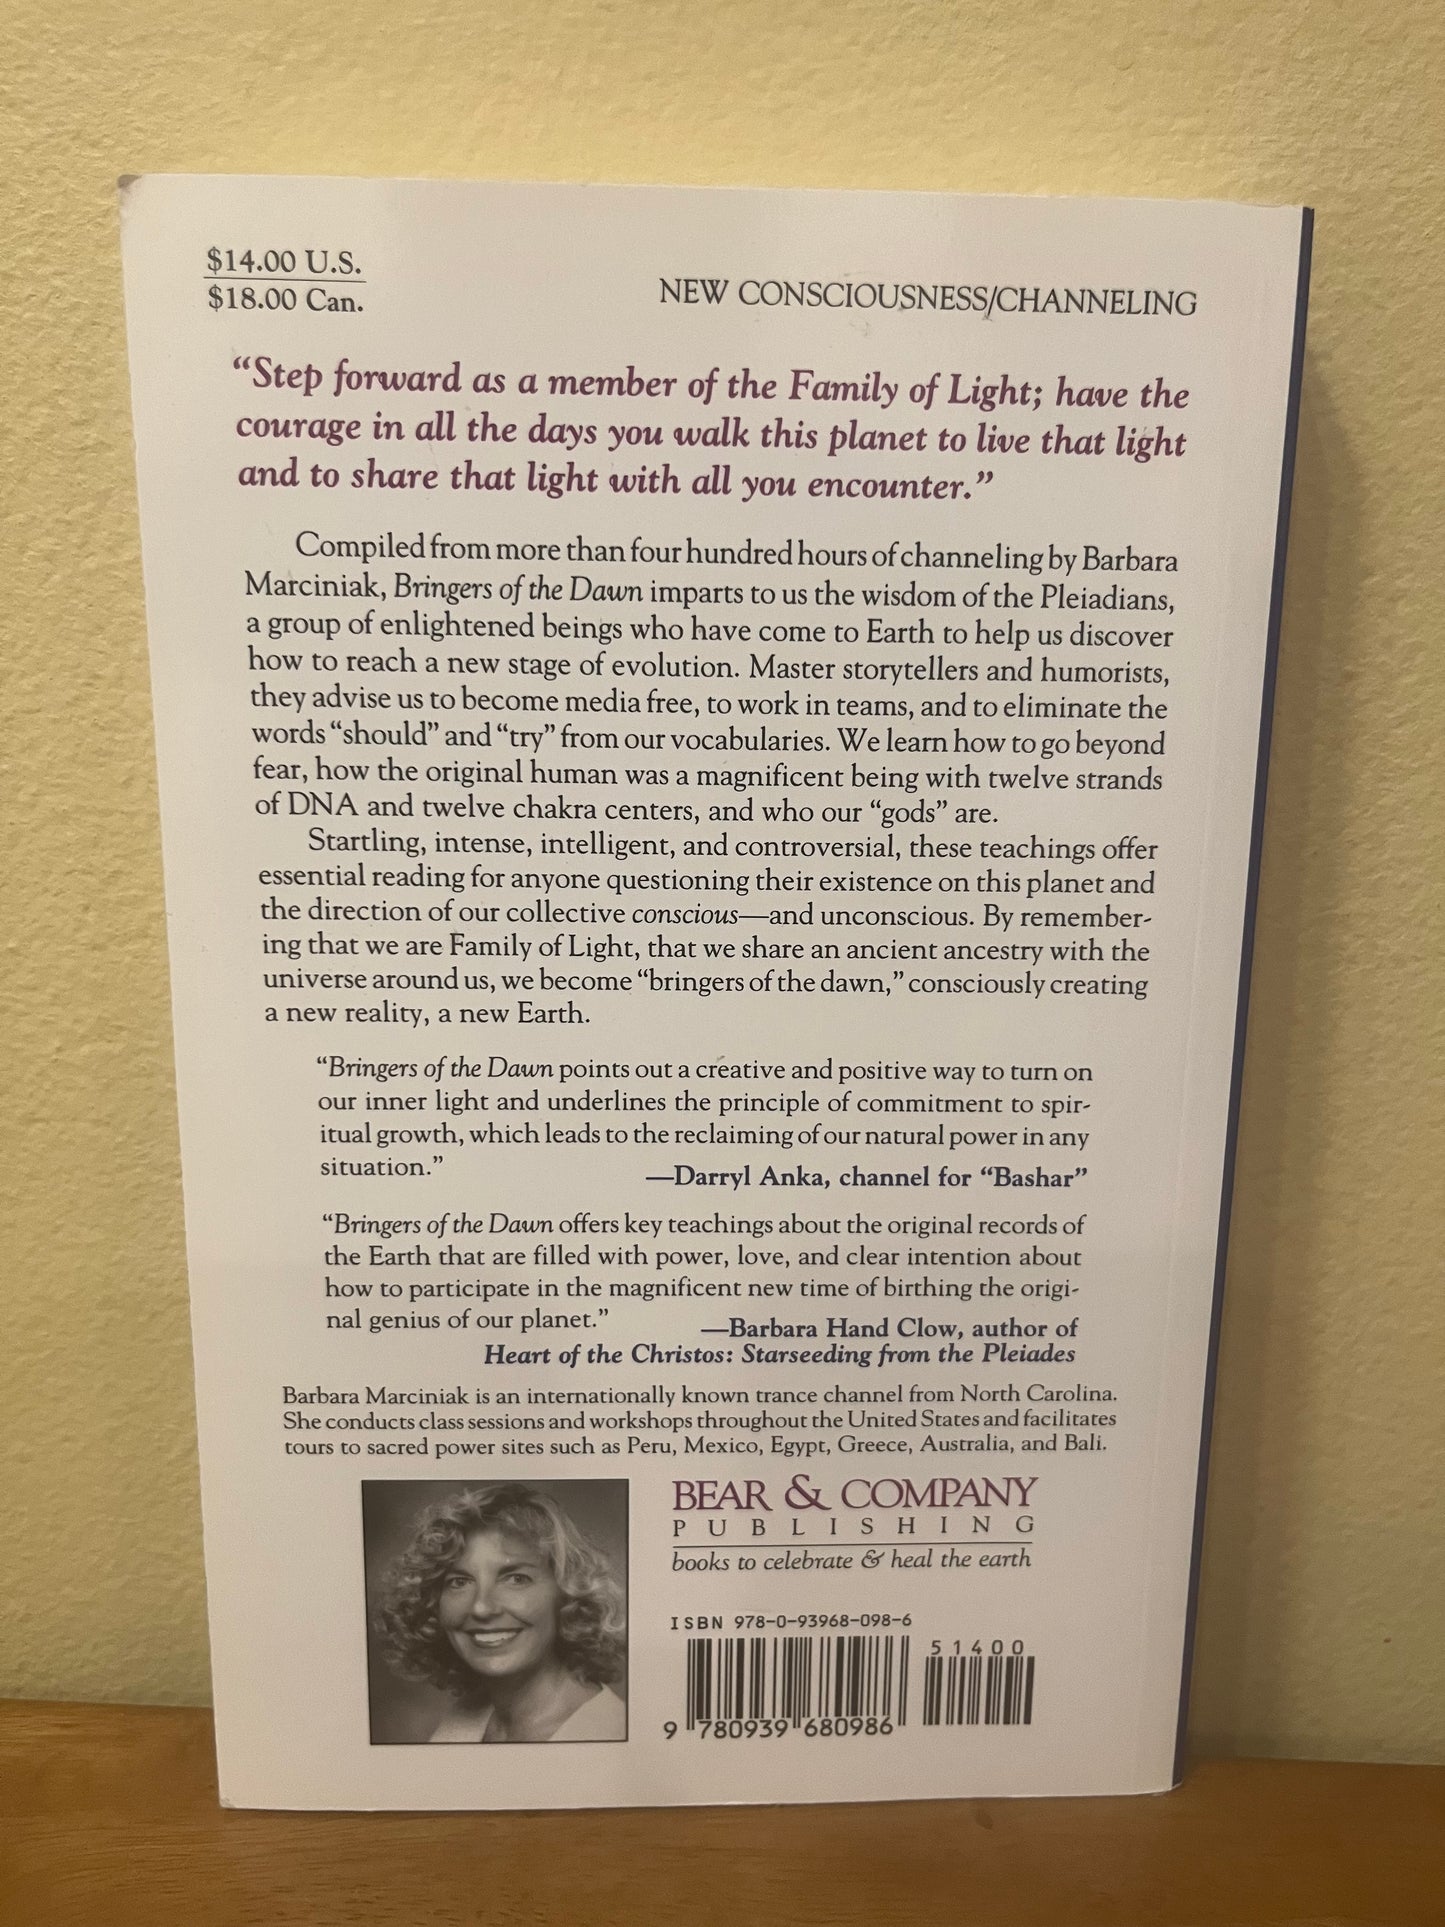 $14.00 U.S.
$18.00 Can.
NEW CONSCIOUSNESS/CHANNELING
“Step forward as a member of the Family of Light; have the
courage in all the days you walk this planet to live that light
and to share that light with all you encounter.”
Compiled from more than four hundred hours of channeling by Barbara
Marciniak, Bringers of the Dawn imparts to us the wisdom of the Pleiadians,
a group of enlightened beings who have come to Earth to help us discover
how to reach a new stage of evolution. Master storytellers and humorists,
they advise us to become media free, to work in teams, and to eliminate the
words “should” and “try” from our vocabularies. We learn how to go beyond
fear, how the original human was a magnificent being with twelve strands
of DNA and twelve chakra centers, and who our “gods” are.
Startling, intense, intelligent, and controversial, these teachings offer
essential reading for anyone questioning their existence on this planet and
the direction of our collective conscious—and unconscious. By remember-
ing that we are Family of Light, that we share an ancient ancestry with the
universe around us, we become “bringers of the dawn,” consciously creating
a new reality, a new Earth.
“Bringers of the Dawn points out a creative and positive way to turn on
our inner light and underlines the principle of commitment to spir-
itual growth, which leads to the reclaiming of our natural power in any
situation.”
—Darryl Anka, channel for “Bashar”
“Bringers of the Dawn offers key teachings about the original records of
the Earth that are filled with power, love, and clear intention about
how to participate in the magnificent new time of birthing the origi-
nal genius of our planet.”
—Barbara Hand Clow, author of
Heart of the Christos: Starseeding from the Pleiades
Barbara Marciniak is an internationally known trance channel from North Carolina.
She conducts class sessions and workshops throughout the United States and facilitates
tours to sacred power sites such as Peru, Mexico, Egypt, Greece, Australia, and Bali.
BEAR & COMPANY
PUBLISHING
books to celebrate & heal the earth
ISBN 978-0-93968-098-6
51400
9 780939 680986